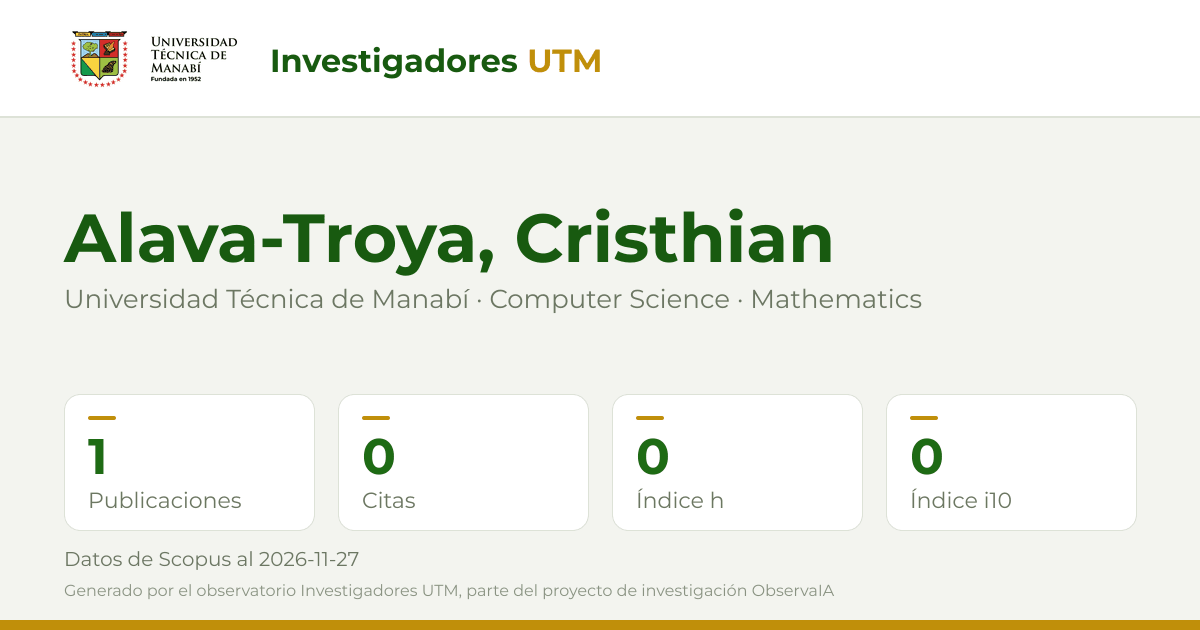 UNIVERSIDAD
TÉCNICA DE
MANABÍ
Fundada en 1952
Investigadores UTM
Alava-Troya, Cristhian
Universidad Técnica de Manabí · Computer Science · Mathematics
1
Publicaciones
0
Citas
0
Índice h
0
Índice i10
Datos de Scopus al 2026-11-27
Generado por el observatorio Investigadores UTM, parte del proyecto de investigación ObservaIA